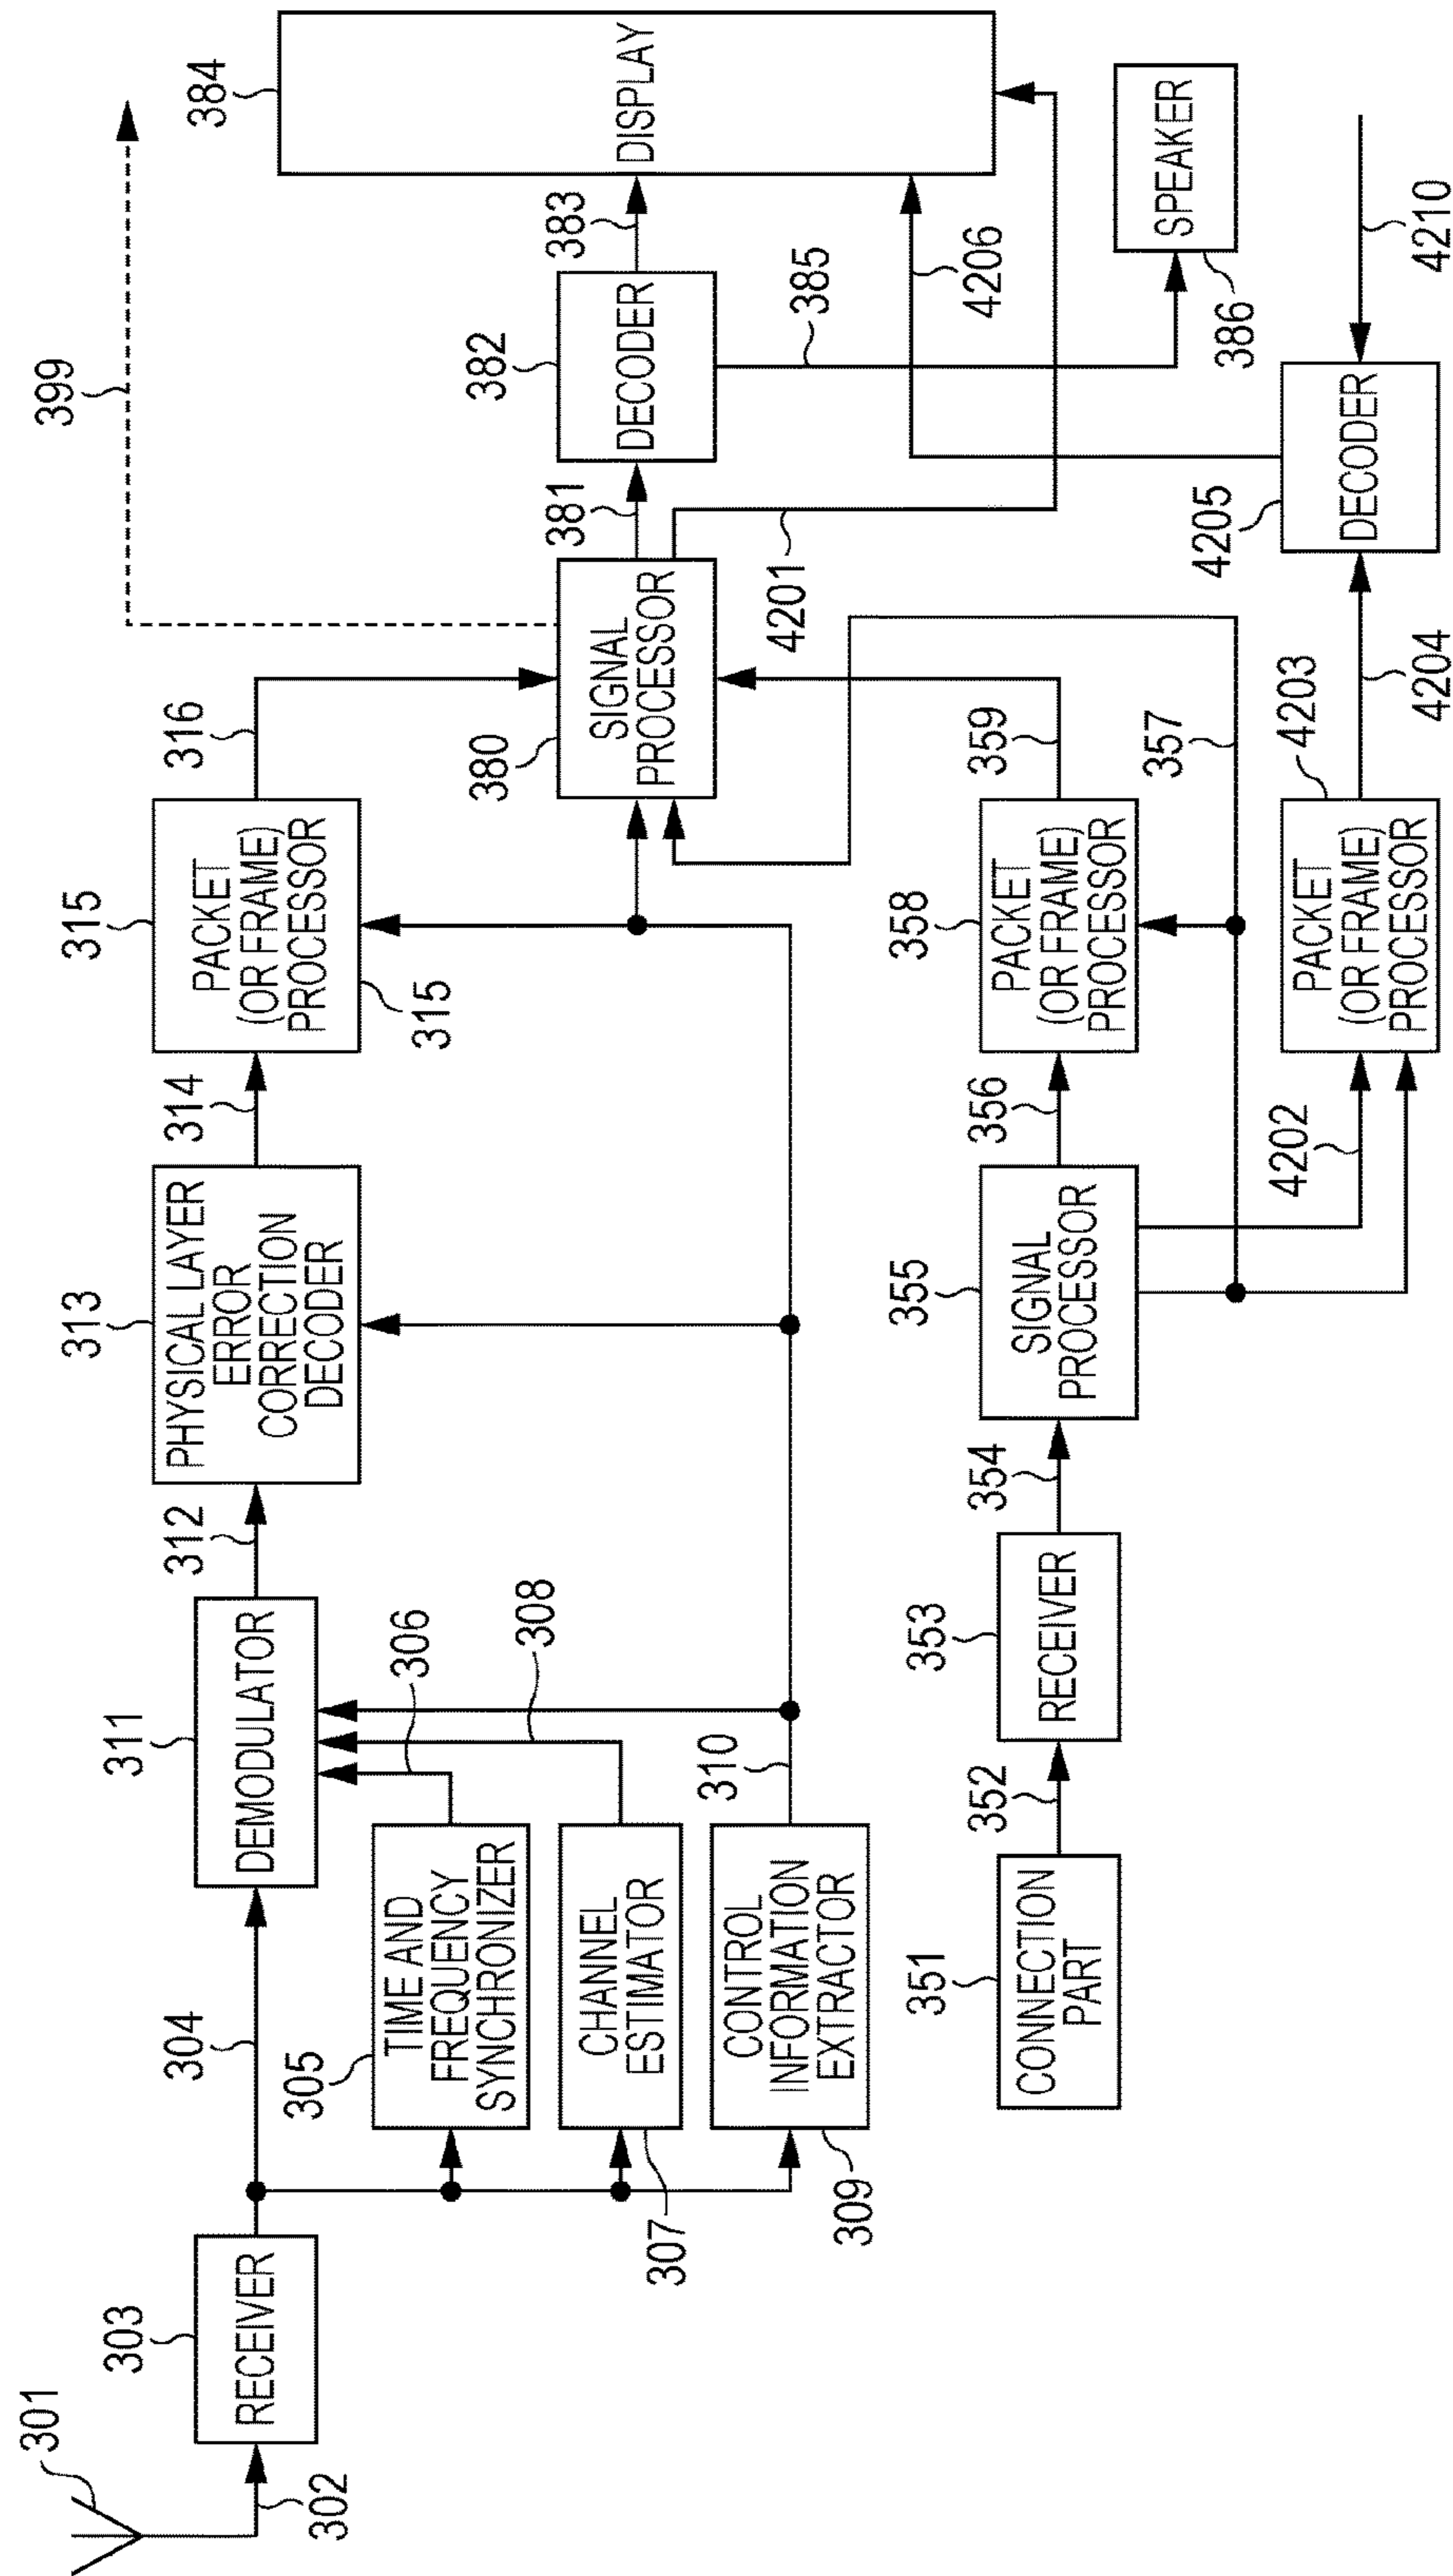 301
302
303
RECEIVER
304
305
TIME AND
FREQUENCY
SYNCHRONIZER
306
307
CHANNEL
ESTIMATOR
308
309
CONTROL
INFORMATION
EXTRACTOR
310
311
DEMODULATOR
312
313
PHYSICAL LAYER
ERROR
CORRECTION
DECODER
314
315
PACKET
(OR FRAME)
PROCESSOR
315
316
399
380
SIGNAL
PROCESSOR
381
382
DECODER
383
384
DISPLAY
385
386
SPEAKER
351
CONNECTION
PART
352
353
RECEIVER
354
355
SIGNAL
PROCESSOR
356
357
358
PACKET
(OR FRAME)
PROCESSOR
359
4201
4202
4203
PACKET
(OR FRAME)
PROCESSOR
4204
4205
DECODER
4206
4210